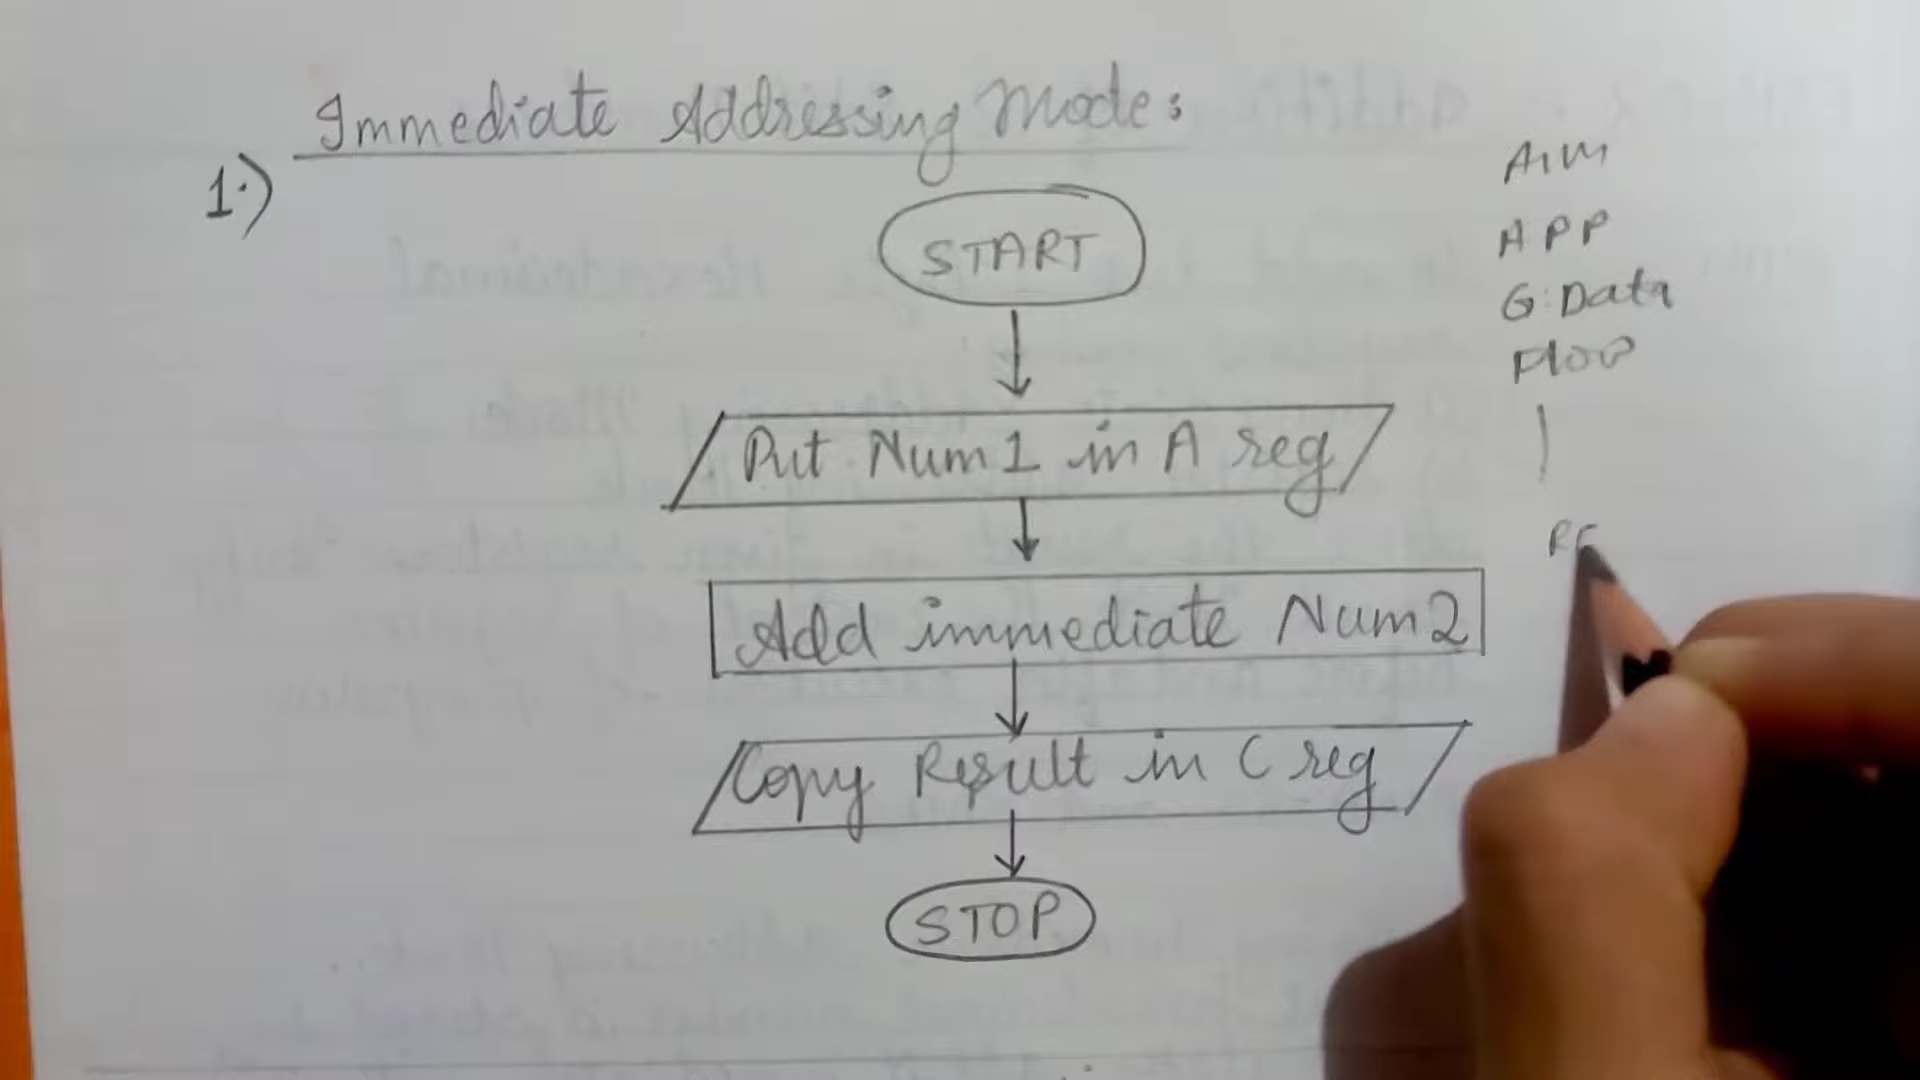 Immediate Addressing Mode:
1.)
START
Put Num1 in A reg
Add immediate Num2
Copy Result in C reg
STOP
AIM
APP
G.Data